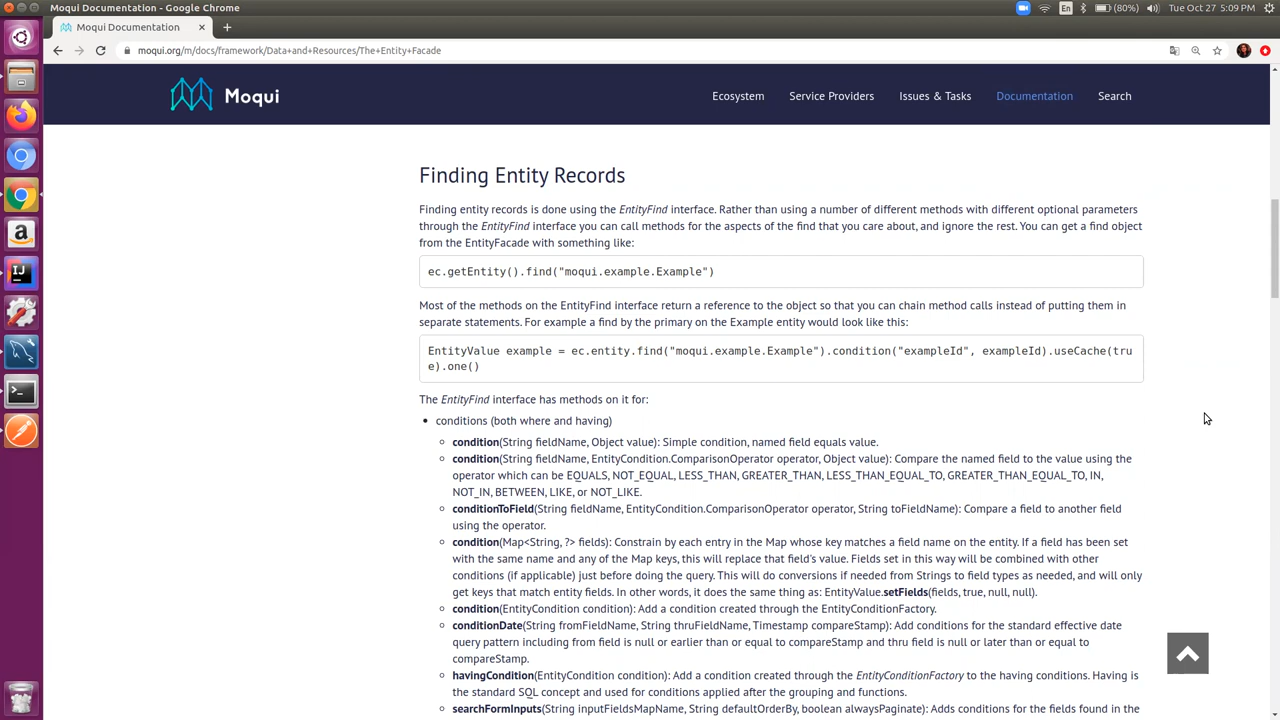 Moqui Documentation - Google Chrome
En
(80%)
Tue Oct 27 5:09 PM
Moqui Documentation
moqui.org/m/docs/framework/Data+and+Resources/The+Entity+Facade
Moqui
Ecosystem
Service Providers
Issues & Tasks
Documentation
Search
Finding Entity Records
Finding entity records is done using the EntityFind interface. Rather than using a number of different methods with different optional parameters
through the EntityFind interface you can call methods for the aspects of the find that you care about, and ignore the rest. You can get a find object
from the EntityFacade with something like:
ec.getEntity().find("moqui.example.Example")
Most of the methods on the EntityFind interface return a reference to the object so that you can chain method calls instead of putting them in
separate statements. For example a find by the primary on the Example entity would look like this:
EntityValue example = ec.entity.find("moqui.example.Example").condition("exampleId", exampleId).useCache(tru
e).one()
The EntityFind interface has methods on it for:
conditions (both where and having)
condition(String fieldName, Object value): Simple condition, named field equals value.
condition(String fieldName, EntityCondition.ComparisonOperator operator, Object value): Compare the named field to the value using the
operator which can be EQUALS, NOT_EQUAL, LESS_THAN, GREATER_THAN, LESS_THAN_EQUAL_TO, GREATER_THAN_EQUAL_TO, IN,
NOT_IN, BETWEEN, LIKE, or NOT_LIKE.
conditionToField(String fieldName, EntityCondition.ComparisonOperator operator, String toFieldName): Compare a field to another field
using the operator.
condition(Map<String, ?> fields): Constrain by each entry in the Map whose key matches a field name on the entity. If a field has been set
with the same name and any of the Map keys, this will replace that field's value. Fields set in this way will be combined with other
conditions (if applicable) just before doing the query. This will do conversions if needed from Strings to field types as needed, and will only
get keys that match entity fields. In other words, it does the same thing as: EntityValue.setFields(fields, true, null, null).
condition(EntityCondition condition): Add a condition created through the EntityConditionFactory.
conditionDate(String fromFieldName, String thruFieldName, Timestamp compareStamp): Add conditions for the standard effective date
query pattern including from field is null or earlier than or equal to compareStamp and thru field is null or later than or equal to
compareStamp.
havingCondition(EntityCondition condition): Add a condition created through the EntityConditionFactory to the having conditions. Having is
the standard SQL concept and used for conditions applied after the grouping and functions.
searchFormInputs(String inputFieldsMapName, String defaultOrderBy, boolean alwaysPaginate): Adds conditions for the fields found in the